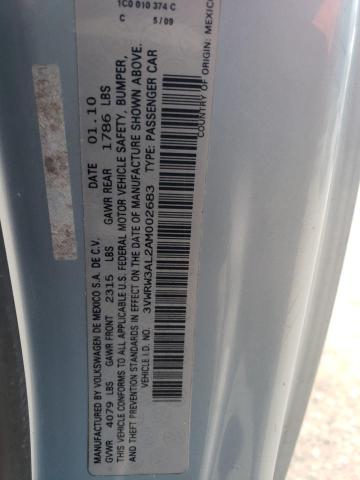 1C0 010 374 C
C 5/09
MANUFACTURED BY VOLKSWAGEN DE MEXICO S.A. DE C.V. DATE 01.10
GVWR 4079 LBS GAWR FRONT 2315 LBS GAWR REAR 1786 LBS
THIS VEHICLE CONFORMS TO ALL U.S. FEDERAL MOTOR VEHICLE SAFETY, BUMPER,
AND THEFT PREVENTION STANDARDS IN EFFECT ON THE DATE OF MANUFACTURE SHOWN ABOVE.
VEHICLE I.D. NO. 3VWRW3AL2AM002683 TYPE: PASSENGER CAR
COUNTRY OF ORIGIN: MEXICO